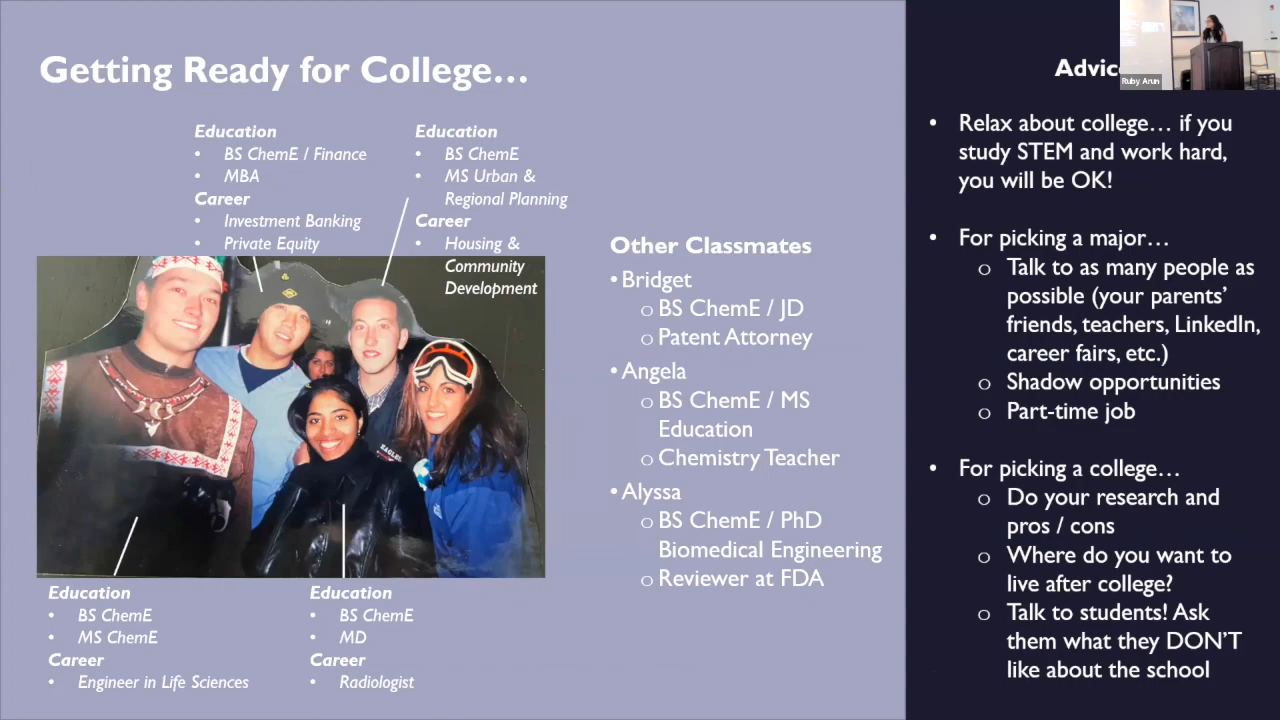 Getting Ready for College...
Education
• BS ChemE / Finance
• MBA
Career
• Investment Banking
• Private Equity
Education
• BS ChemE
• MS Urban &
Regional Planning
Career
• Housing &
Community
Development
EAGLES
Education
• BS ChemE
• MS ChemE
Career
• Engineer in Life Sciences
Education
• BS ChemE
• MD
Career
• Radiologist
Other Classmates
• Bridget
o BS ChemE / JD
o Patent Attorney
• Angela
o BS ChemE / MS
Education
o Chemistry Teacher
• Alyssa
o BS ChemE / PhD
Biomedical Engineering
o Reviewer at FDA
Ruby Arun
• Relax about college... if you
study STEM and work hard,
you will be OK!
• For picking a major...
o Talk to as many people as
possible (your parents'
friends, teachers, LinkedIn,
career fairs, etc.)
o Shadow opportunities
o Part-time job
• For picking a college...
o Do your research and
pros / cons
o Where do you want to
live after college?
o Talk to students! Ask
them what they DON'T
like about the school